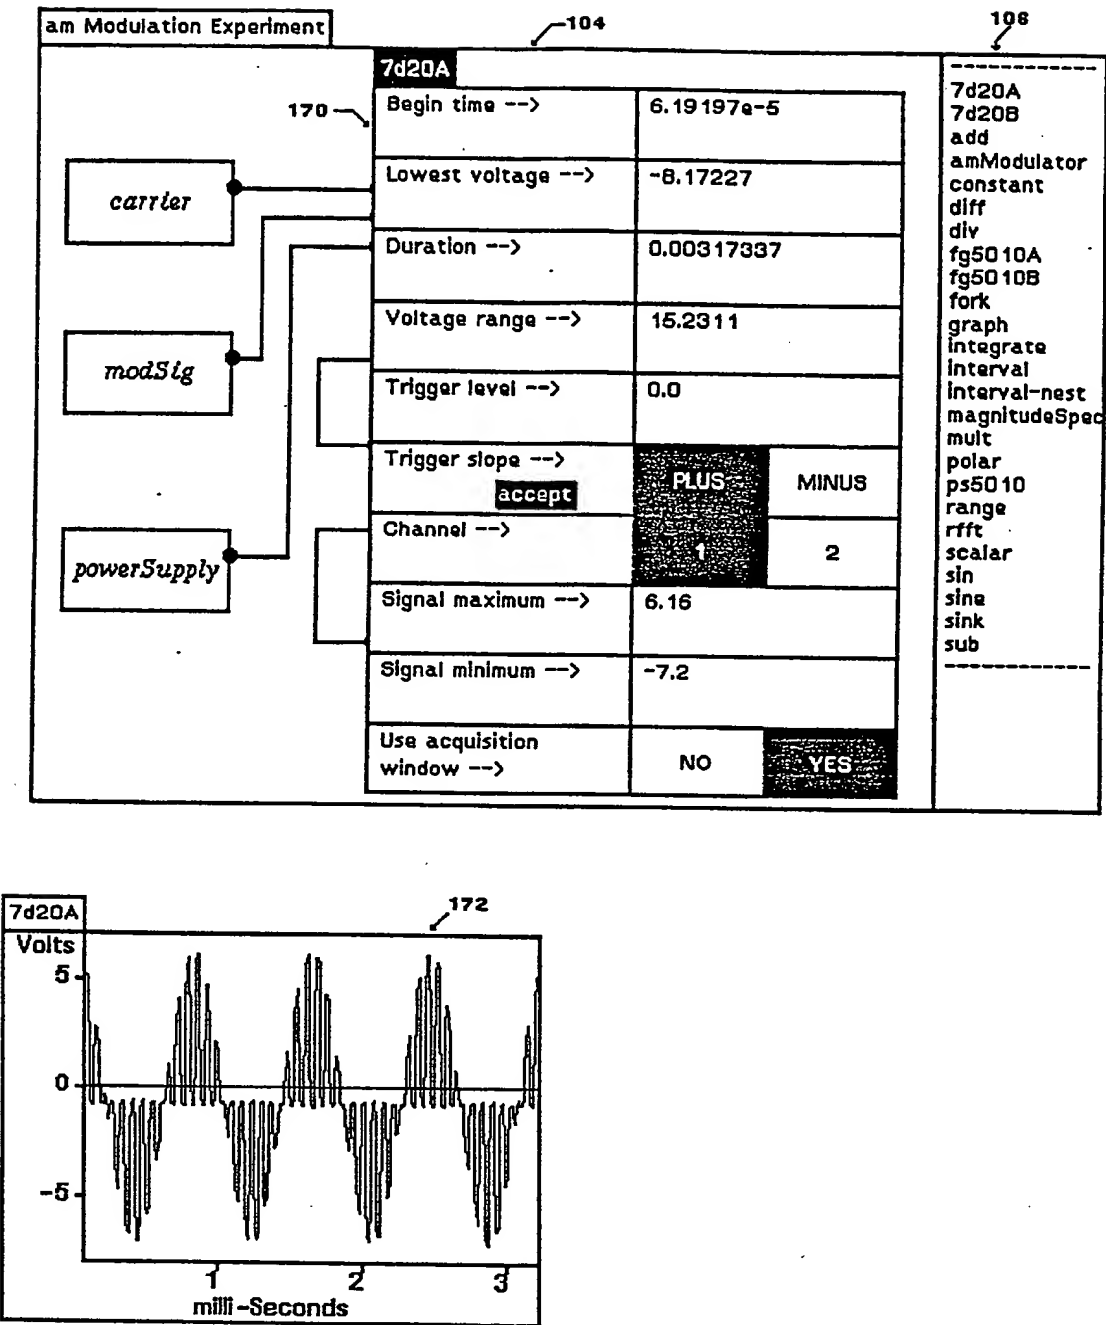 am Modulation Experiment
104
106
7d20A
170
Begin time --> 6.19197e-5
Lowest voltage --> -8.17227
Duration --> 0.00317337
Voltage range --> 15.2311
Trigger level --> 0.0
Trigger slope --> PLUS MINUS
accept
Channel --> 1 2
Signal maximum --> 6.16
Signal minimum --> -7.2
Use acquisition
window --> NO YES
carrier
modSig
powerSupply
------------
7d20A
7d20B
add
amModulator
constant
diff
div
fg5010A
fg5010B
fork
graph
integrate
interval
interval-nest
magnitudeSpec
mult
polar
ps5010
range
rfft
scalar
sin
sine
sink
sub
------------
7d20A
172
Volts
5
0
-5
1 2 3
milli-Seconds